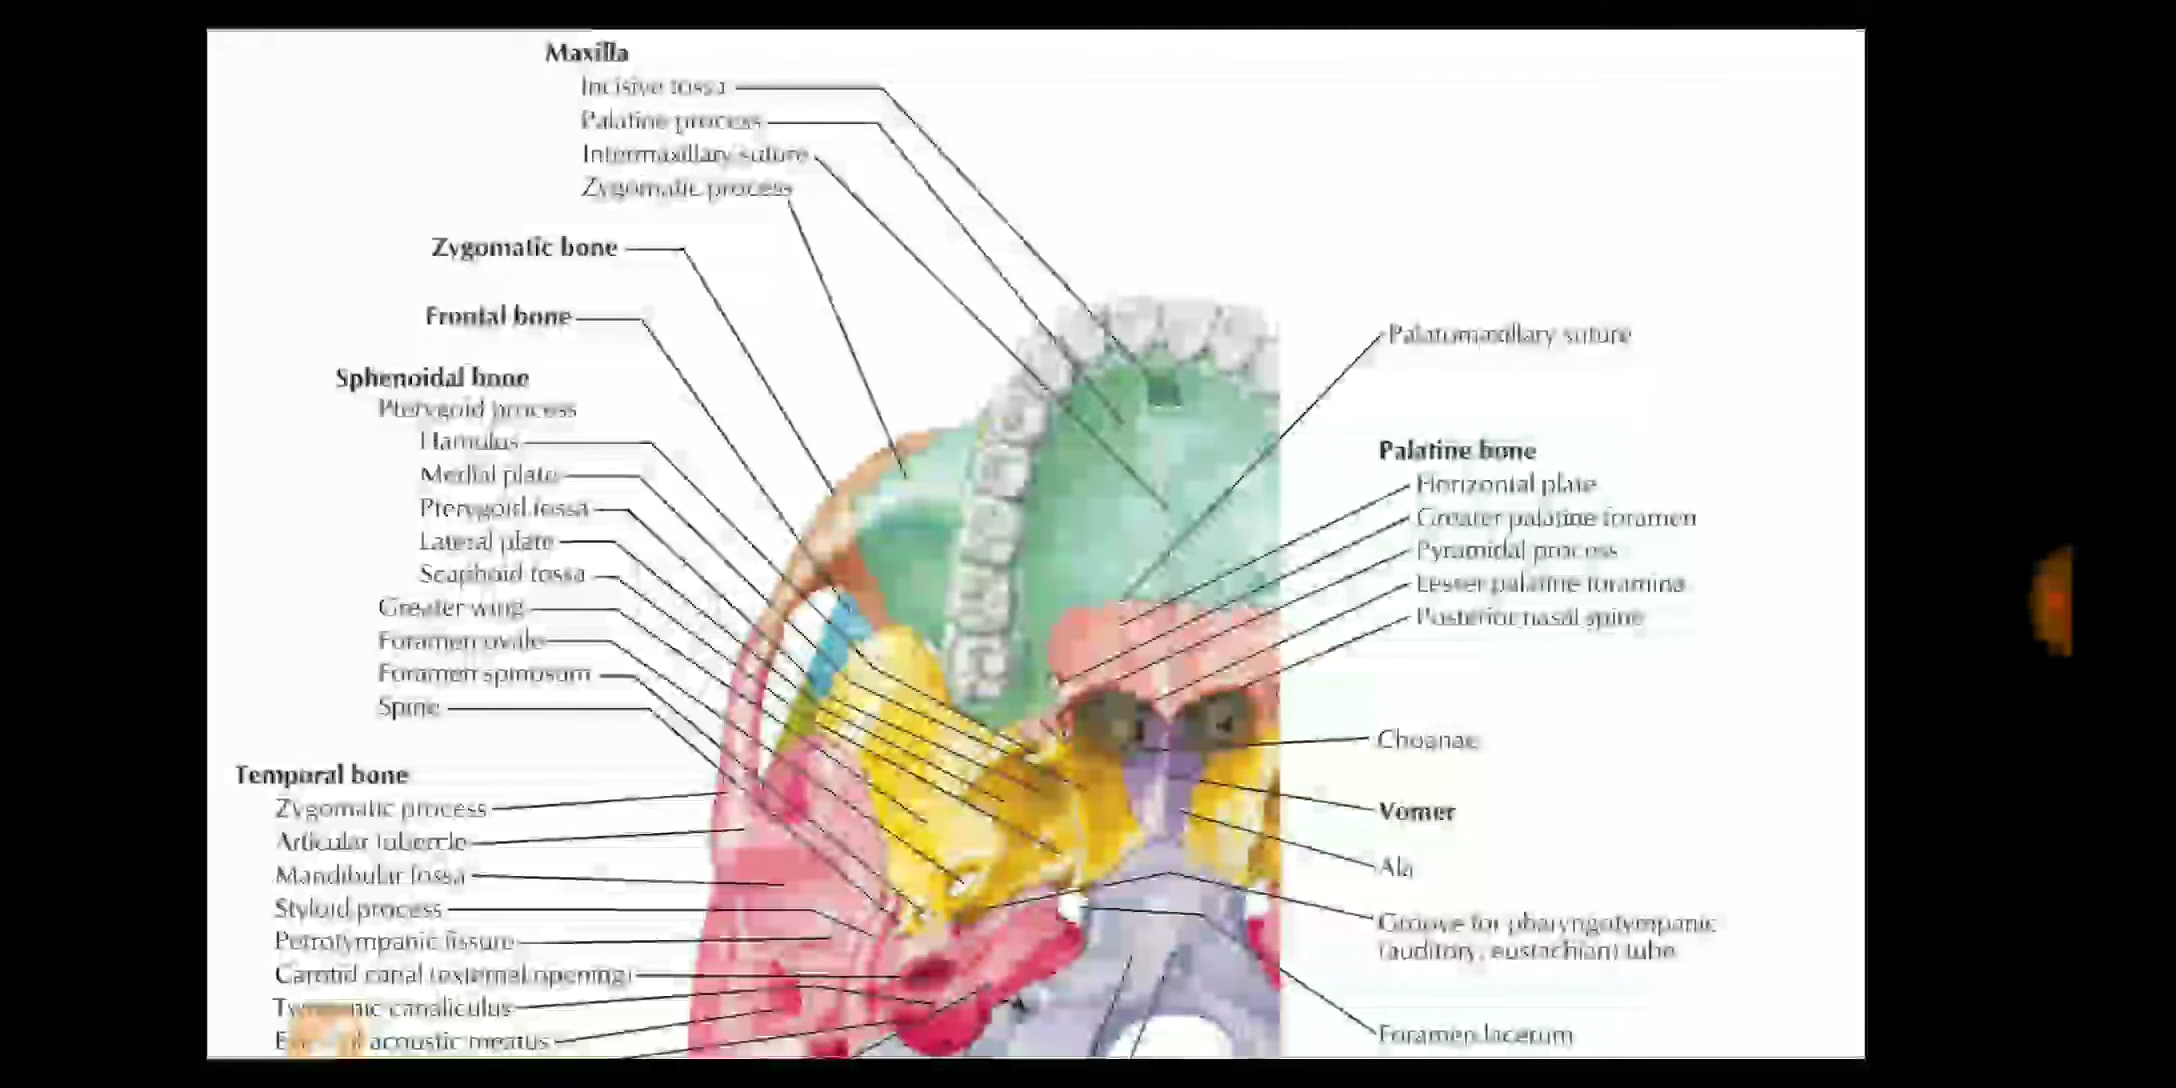 Maxilla
Incisive fossa
Palatine process
Intermaxillary suture
Zygomatic process
Zygomatic bone
Frontal bone
Sphenoidal bone
Pterygoid process
Hamulus
Medial plate
Pterygoid fossa
Lateral plate
Scaphoid fossa
Greater wing
Foramen ovale
Foramen spinosum
Spine
Temporal bone
Zygomatic process
Articular tubercle
Mandibular fossa
Styloid process
Petrotympanic fissure
Carotid canal (external opening)
canaliculus
acoustic meatus
Palatomaxillary suture
Palatine bone
Horizontal plate
Greater palatine foramen
Pyramidal process
Lesser palatine foramina
Posterior nasal spine
Choanae
Vomer
Ala
Groove for pharyngotympanic
(auditory, eustachian) tube
Foramen lacerum